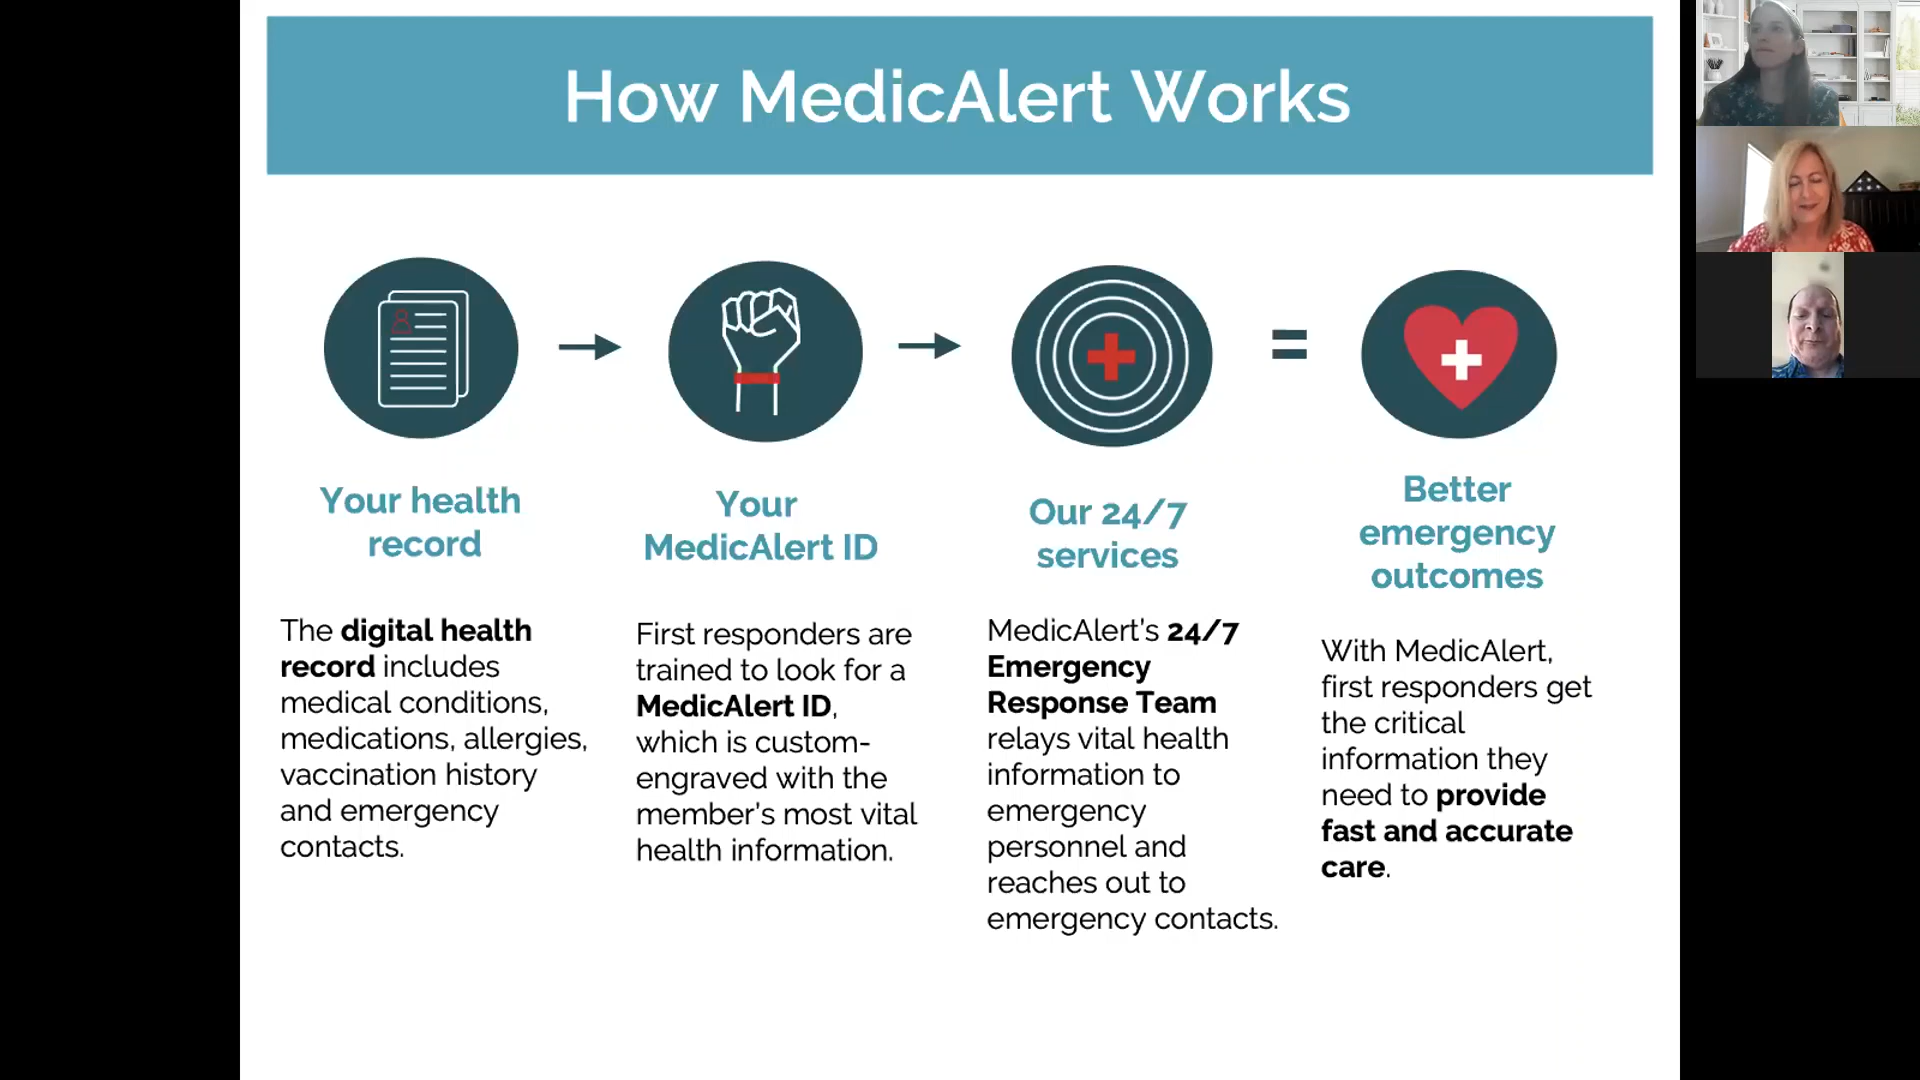 How MedicAlert Works
Your health
record
The digital health
record includes
medical conditions,
medications, allergies,
vaccination history
and emergency
contacts.
Your
MedicAlert ID
First responders are
trained to look for a
MedicAlert ID,
which is custom-
engraved with the
member’s most vital
health information.
Our 24/7
services
MedicAlert’s 24/7
Emergency
Response Team
relays vital health
information to
emergency
personnel and
reaches out to
emergency contacts.
=
Better
emergency
outcomes
With MedicAlert,
first responders get
the critical
information they
need to provide
fast and accurate
care.